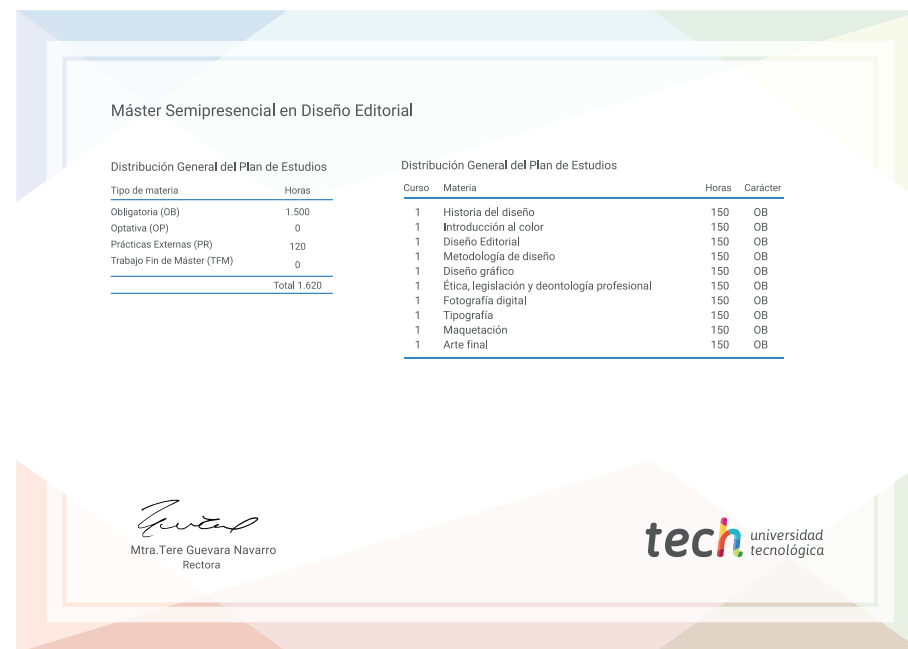 Máster Semipresencial en Diseño Editorial
Distribución General del Plan de Estudios
Tipo de materia Horas
Obligatoria (OB) 1.500
Optativa (OP) 0
Prácticas Externas (PR) 120
Trabajo Fin de Máster (TFM) 0
Total 1.620
Distribución General del Plan de Estudios
Curso Materia Horas Carácter
1 Historia del diseño 150 OB
1 Introducción al color 150 OB
1 Diseño Editorial 150 OB
1 Metodología de diseño 150 OB
1 Diseño gráfico 150 OB
1 Ética, legislación y deontología profesional 150 OB
1 Fotografía digital 150 OB
1 Tipografía 150 OB
1 Maquetación 150 OB
1 Arte final 150 OB
Mtra.Tere Guevara Navarro
Rectora
tech universidad
tecnológica